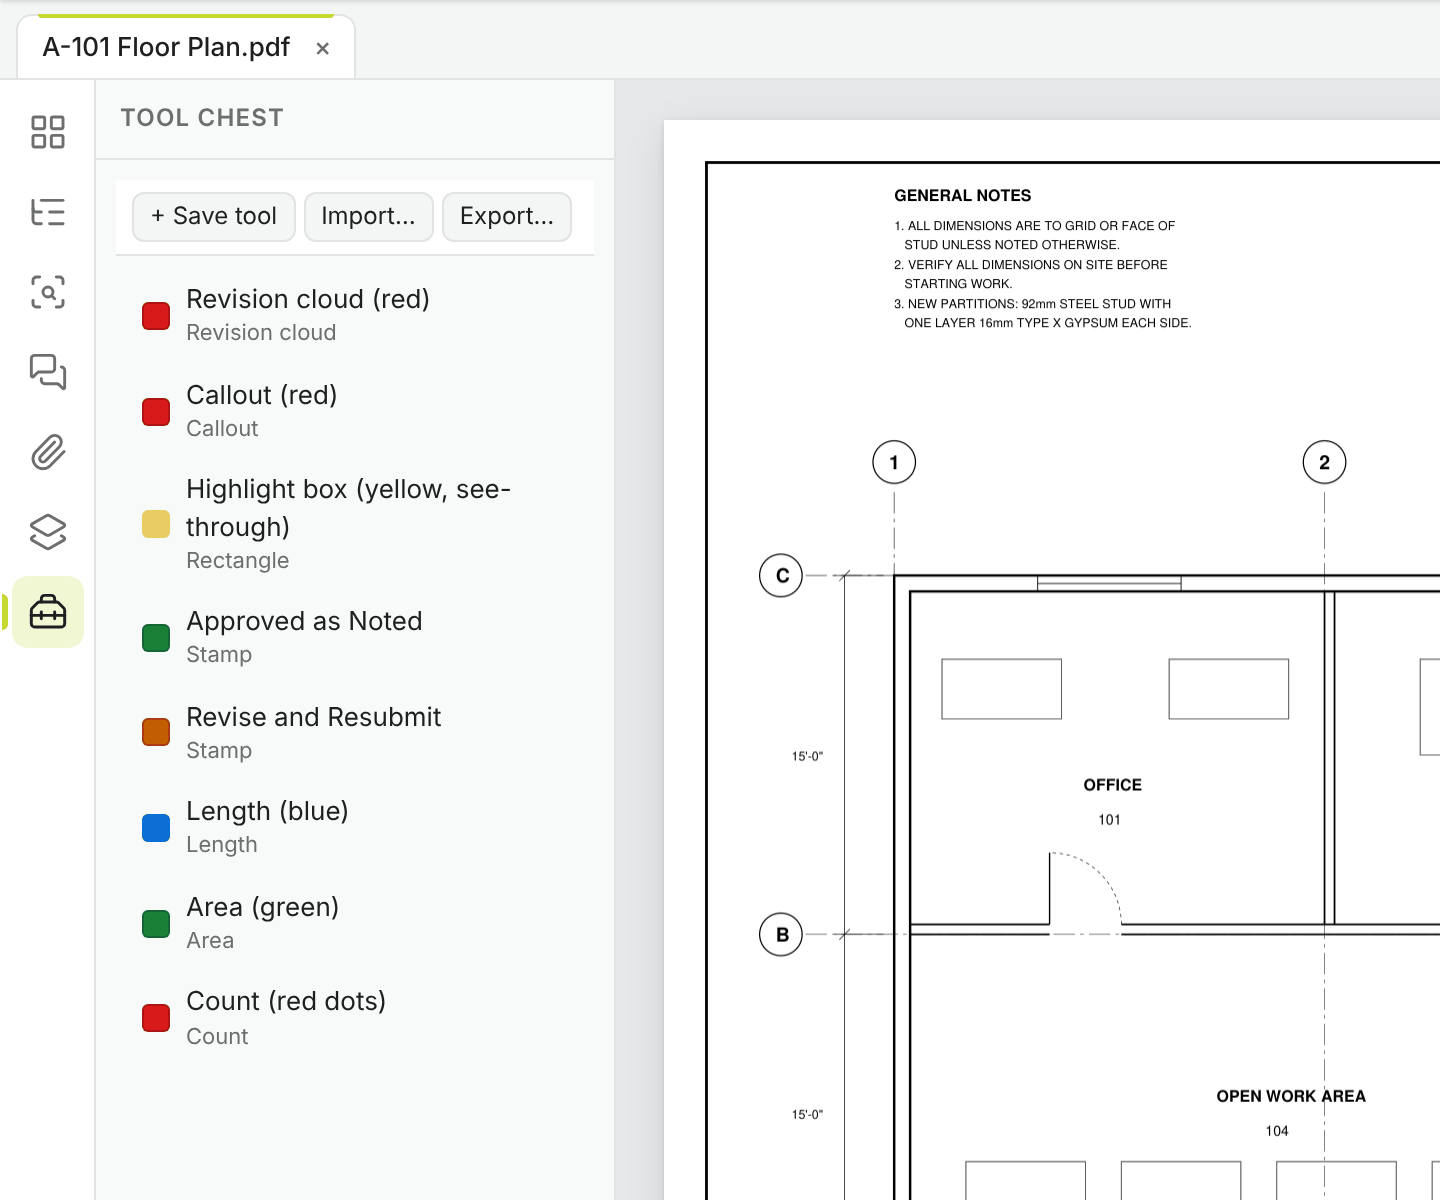 A-101 Floor Plan.pdf ×
TOOL CHEST
+ Save tool
Import...
Export...
Revision cloud (red)
Revision cloud
Callout (red)
Callout
Highlight box (yellow, see-
through)
Rectangle
Approved as Noted
Stamp
Revise and Resubmit
Stamp
Length (blue)
Length
Area (green)
Area
Count (red dots)
Count
GENERAL NOTES
1. ALL DIMENSIONS ARE TO GRID OR FACE OF
STUD UNLESS NOTED OTHERWISE.
2. VERIFY ALL DIMENSIONS ON SITE BEFORE
STARTING WORK.
3. NEW PARTITIONS: 92mm STEEL STUD WITH
ONE LAYER 16mm TYPE X GYPSUM EACH SIDE.
1
2
C
15'-0"
OFFICE
101
B
OPEN WORK AREA
15'-0"
104